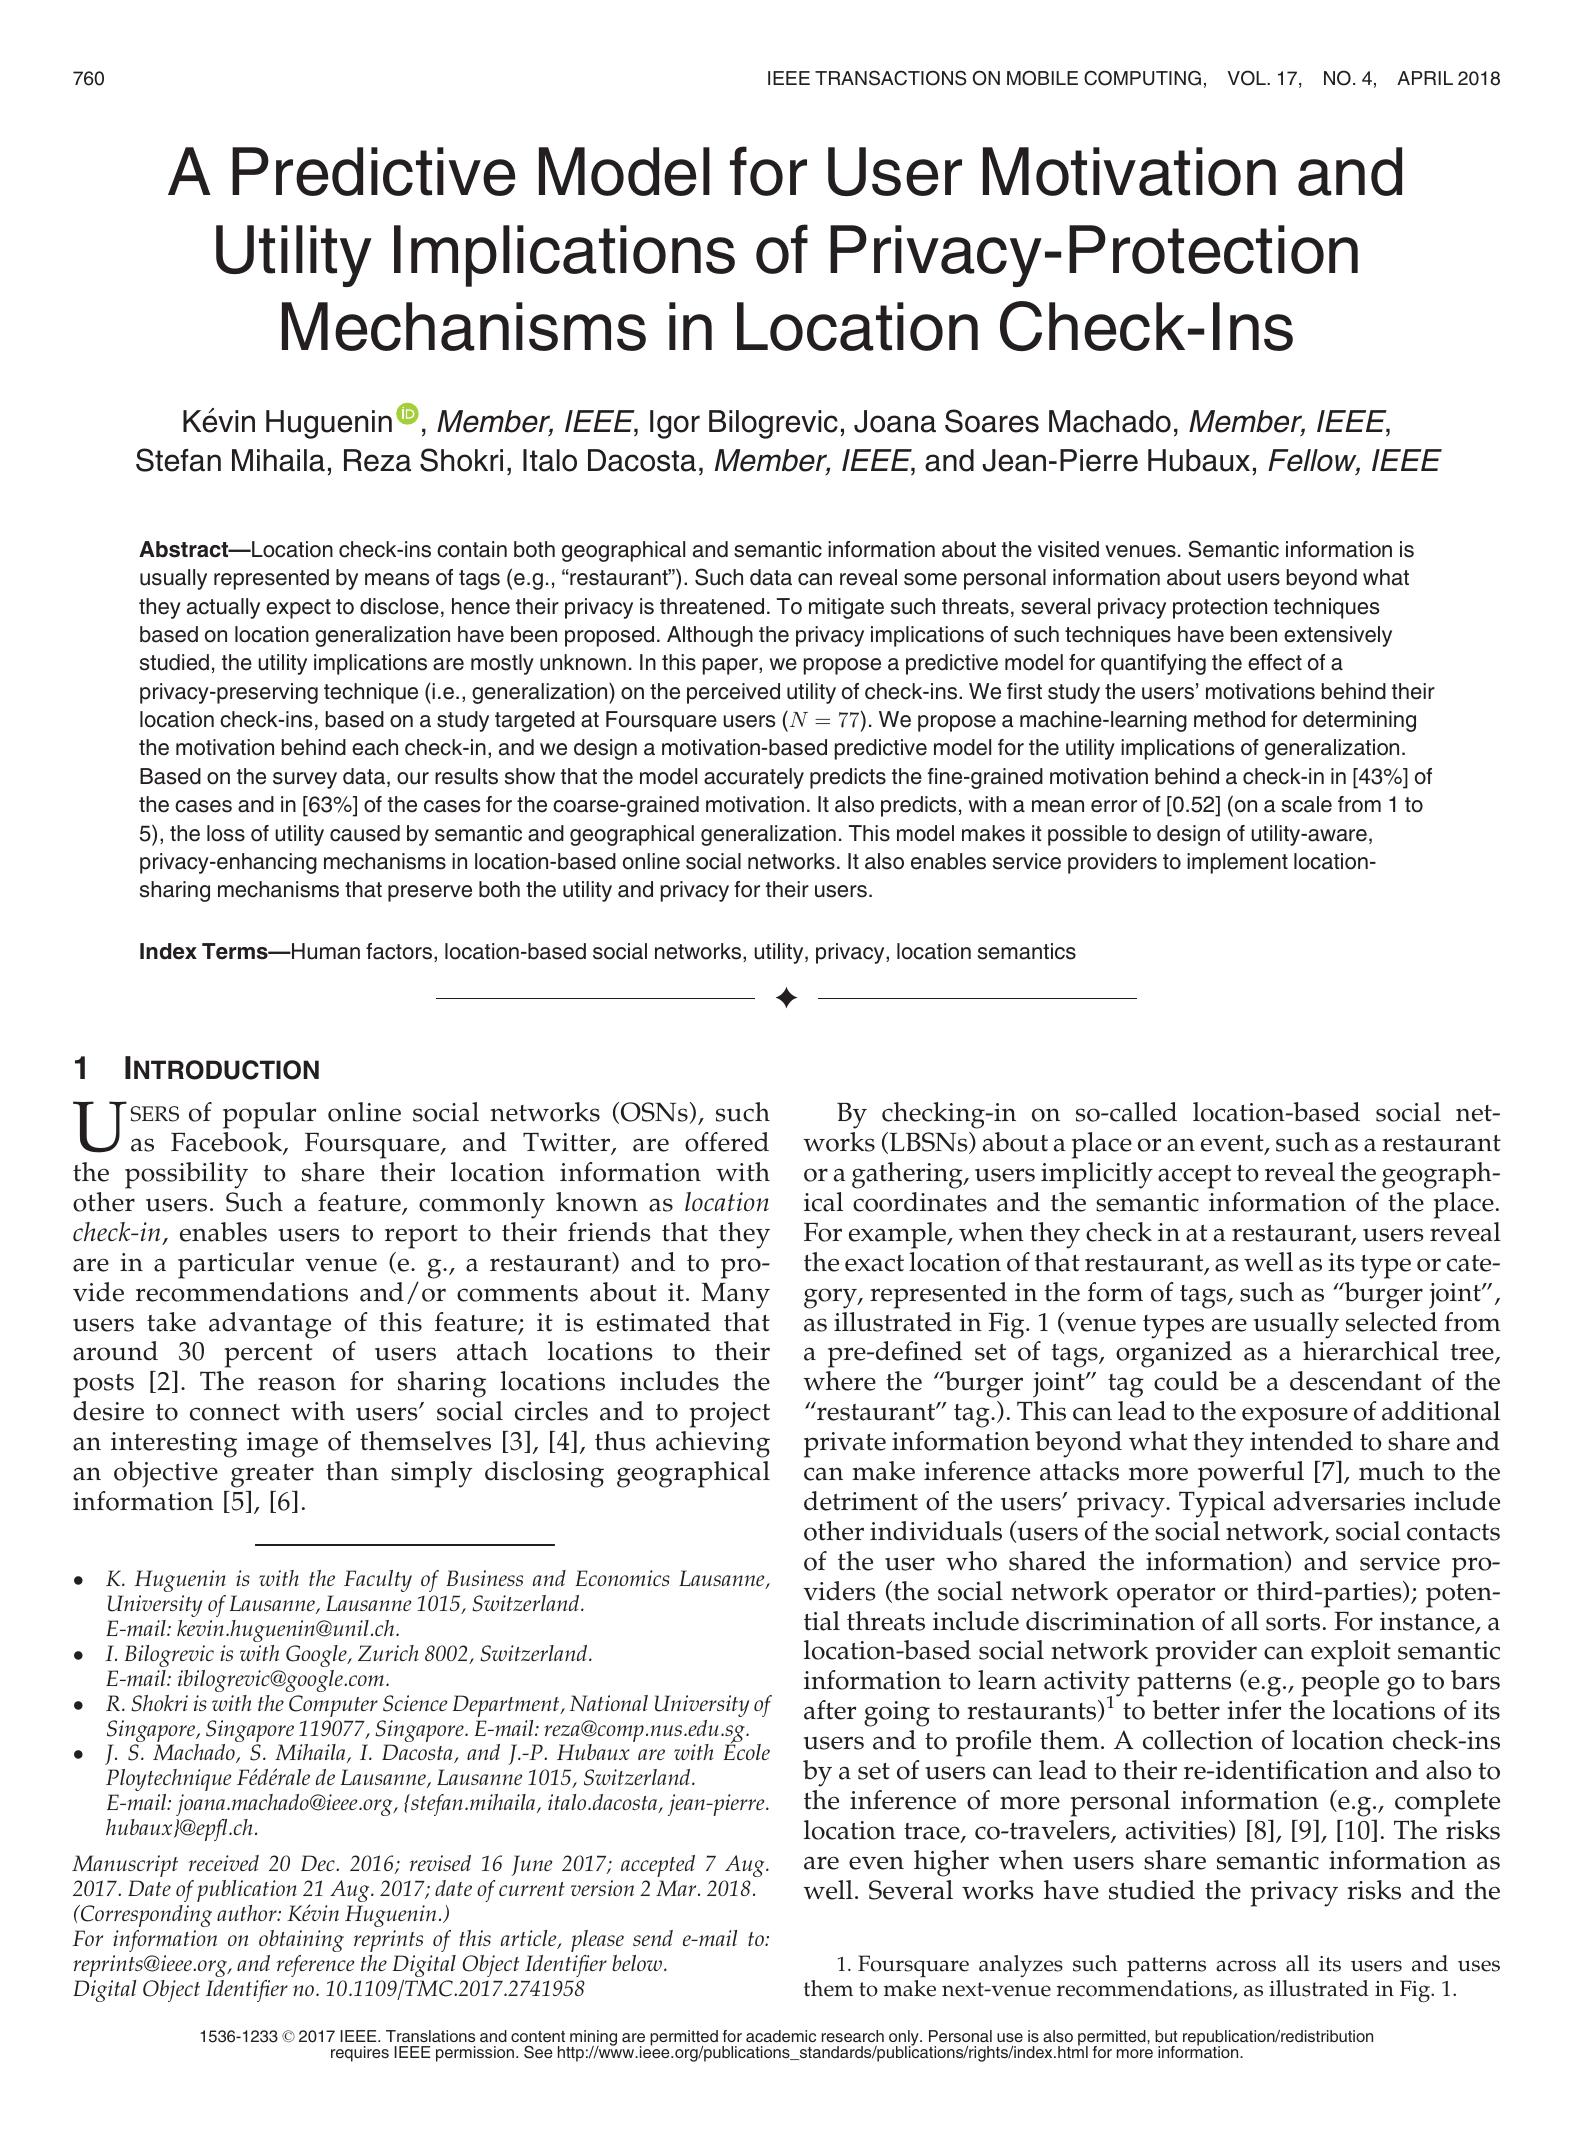 760
IEEE TRANSACTIONS ON MOBILE COMPUTING, VOL. 17, NO. 4, APRIL 2018
A Predictive Model for User Motivation and
Utility Implications of Privacy-Protection
Mechanisms in Location Check-Ins
Kévin Huguenin iD, Member, IEEE, Igor Bilogrevic, Joana Soares Machado, Member, IEEE,
Stefan Mihaila, Reza Shokri, Italo Dacosta, Member, IEEE, and Jean-Pierre Hubaux, Fellow, IEEE
Abstract—Location check-ins contain both geographical and semantic information about the visited venues. Semantic information is
usually represented by means of tags (e.g., “restaurant”). Such data can reveal some personal information about users beyond what
they actually expect to disclose, hence their privacy is threatened. To mitigate such threats, several privacy protection techniques
based on location generalization have been proposed. Although the privacy implications of such techniques have been extensively
studied, the utility implications are mostly unknown. In this paper, we propose a predictive model for quantifying the effect of a
privacy-preserving technique (i.e., generalization) on the perceived utility of check-ins. We first study the users’ motivations behind their
location check-ins, based on a study targeted at Foursquare users (N = 77). We propose a machine-learning method for determining
the motivation behind each check-in, and we design a motivation-based predictive model for the utility implications of generalization.
Based on the survey data, our results show that the model accurately predicts the fine-grained motivation behind a check-in in [43%] of
the cases and in [63%] of the cases for the coarse-grained motivation. It also predicts, with a mean error of [0.52] (on a scale from 1 to
5), the loss of utility caused by semantic and geographical generalization. This model makes it possible to design of utility-aware,
privacy-enhancing mechanisms in location-based online social networks. It also enables service providers to implement location-
sharing mechanisms that preserve both the utility and privacy for their users.
Index Terms—Human factors, location-based social networks, utility, privacy, location semantics
1 INTRODUCTION
USERS of popular online social networks (OSNs), such
as Facebook, Foursquare, and Twitter, are offered
the possibility to share their location information with
other users. Such a feature, commonly known as location
check-in, enables users to report to their friends that they
are in a particular venue (e. g., a restaurant) and to pro-
vide recommendations and/or comments about it. Many
users take advantage of this feature; it is estimated that
around 30 percent of users attach locations to their
posts [2]. The reason for sharing locations includes the
desire to connect with users’ social circles and to project
an interesting image of themselves [3], [4], thus achieving
an objective greater than simply disclosing geographical
information [5], [6].
• K. Huguenin is with the Faculty of Business and Economics Lausanne,
University of Lausanne, Lausanne 1015, Switzerland.
E-mail: kevin.huguenin@unil.ch.
• I. Bilogrevic is with Google, Zurich 8002, Switzerland.
E-mail: ibilogrevic@google.com.
• R. Shokri is with the Computer Science Department, National University of
Singapore, Singapore 119077, Singapore. E-mail: reza@comp.nus.edu.sg.
• J. S. Machado, S. Mihaila, I. Dacosta, and J.-P. Hubaux are with École
Ploytechnique Fédérale de Lausanne, Lausanne 1015, Switzerland.
E-mail: joana.machado@ieee.org, {stefan.mihaila, italo.dacosta, jean-pierre.
hubaux}@epfl.ch.
Manuscript received 20 Dec. 2016; revised 16 June 2017; accepted 7 Aug.
2017. Date of publication 21 Aug. 2017; date of current version 2 Mar. 2018.
(Corresponding author: Kévin Huguenin.)
For information on obtaining reprints of this article, please send e-mail to:
reprints@ieee.org, and reference the Digital Object Identifier below.
Digital Object Identifier no. 10.1109/TMC.2017.2741958
By checking-in on so-called location-based social net-
works (LBSNs) about a place or an event, such as a restaurant
or a gathering, users implicitly accept to reveal the geograph-
ical coordinates and the semantic information of the place.
For example, when they check in at a restaurant, users reveal
the exact location of that restaurant, as well as its type or cate-
gory, represented in the form of tags, such as “burger joint”,
as illustrated in Fig. 1 (venue types are usually selected from
a pre-defined set of tags, organized as a hierarchical tree,
where the “burger joint” tag could be a descendant of the
“restaurant” tag.). This can lead to the exposure of additional
private information beyond what they intended to share and
can make inference attacks more powerful [7], much to the
detriment of the users’ privacy. Typical adversaries include
other individuals (users of the social network, social contacts
of the user who shared the information) and service pro-
viders (the social network operator or third-parties); poten-
tial threats include discrimination of all sorts. For instance, a
location-based social network provider can exploit semantic
information to learn activity patterns (e.g., people go to bars
after going to restaurants)1 to better infer the locations of its
users and to profile them. A collection of location check-ins
by a set of users can lead to their re-identification and also to
the inference of more personal information (e.g., complete
location trace, co-travelers, activities) [8], [9], [10]. The risks
are even higher when users share semantic information as
well. Several works have studied the privacy risks and the
1. Foursquare analyzes such patterns across all its users and uses
them to make next-venue recommendations, as illustrated in Fig. 1.
1536-1233 © 2017 IEEE. Translations and content mining are permitted for academic research only. Personal use is also permitted, but republication/redistribution
requires IEEE permission. See http://www.ieee.org/publications_standards/publications/rights/index.html for more information.